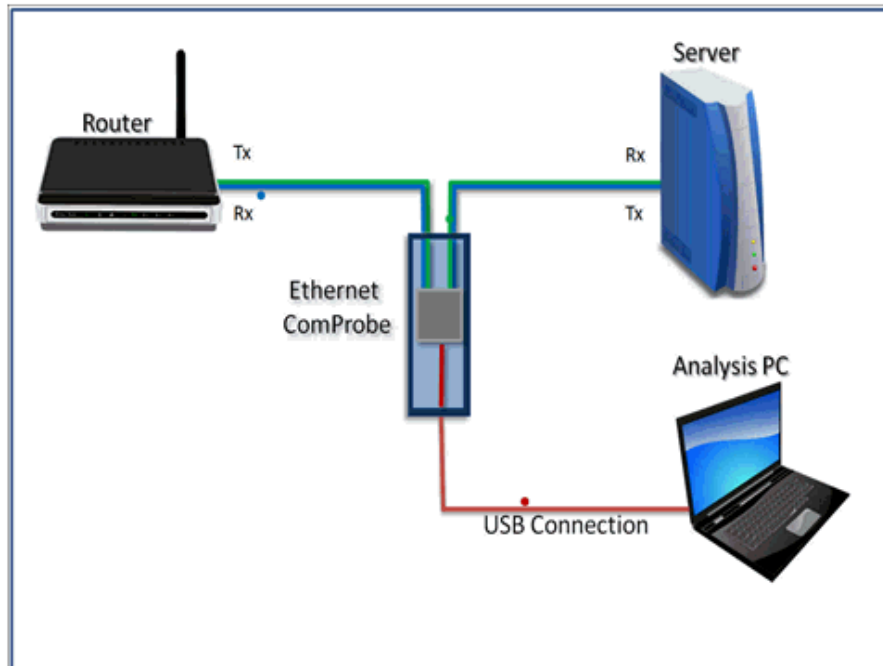 Server
Router
Tx
Rx
Rx
Tx
Ethernet
ComProbe
Analysis PC
USB Connection